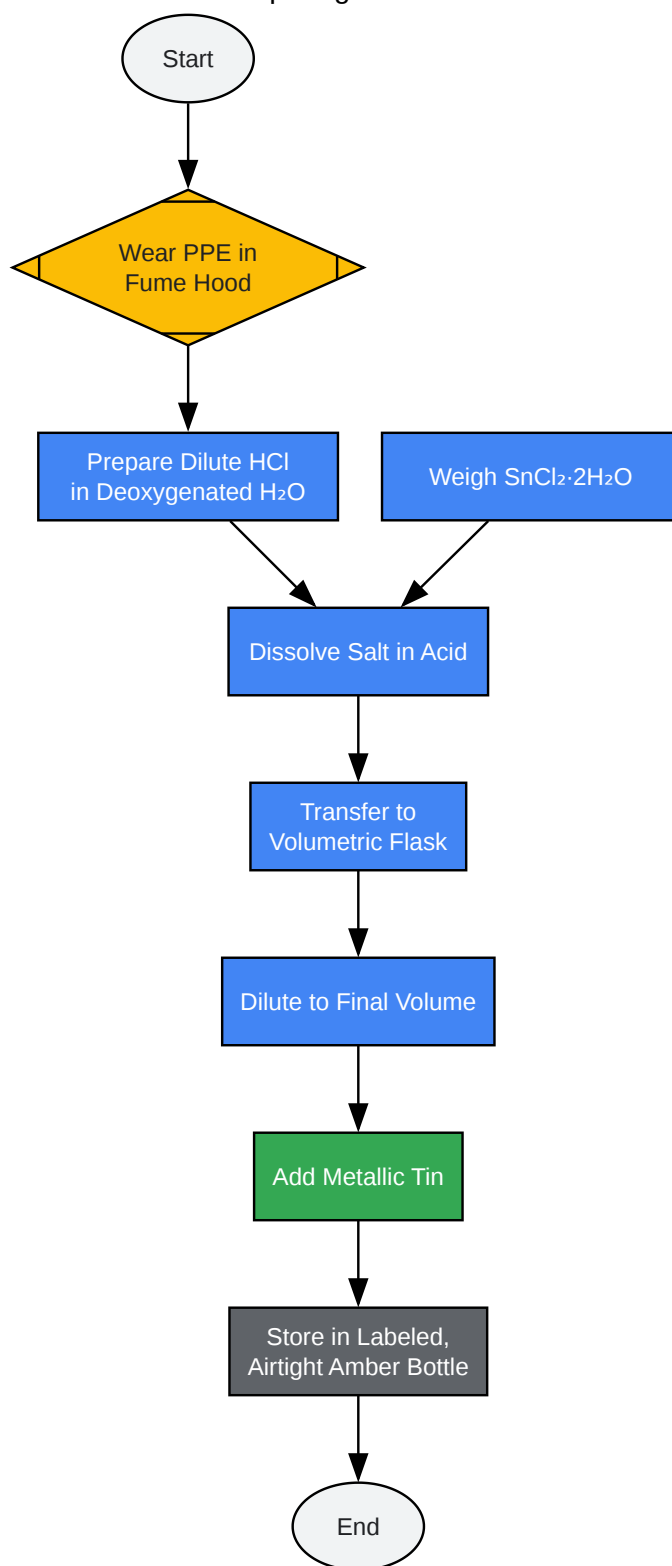 Start
Wear PPE in
Fume Hood
Prepare Dilute HCl
in Deoxygenated H₂O
Weigh SnCl₂·2H₂O
Dissolve Salt in Acid
Transfer to
Volumetric Flask
Dilute to Final Volume
Add Metallic Tin
Store in Labeled,
Airtight Amber Bottle
End